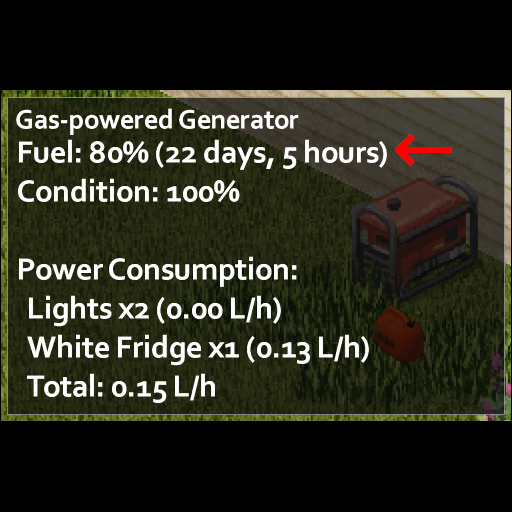 Gas-powered Generator
Fuel: 80% (22 days, 5 hours)
Condition: 100%
Power Consumption:
Lights x2 (0.00 L/h)
White Fridge x1 (0.13 L/h)
Total: 0.15 L/h